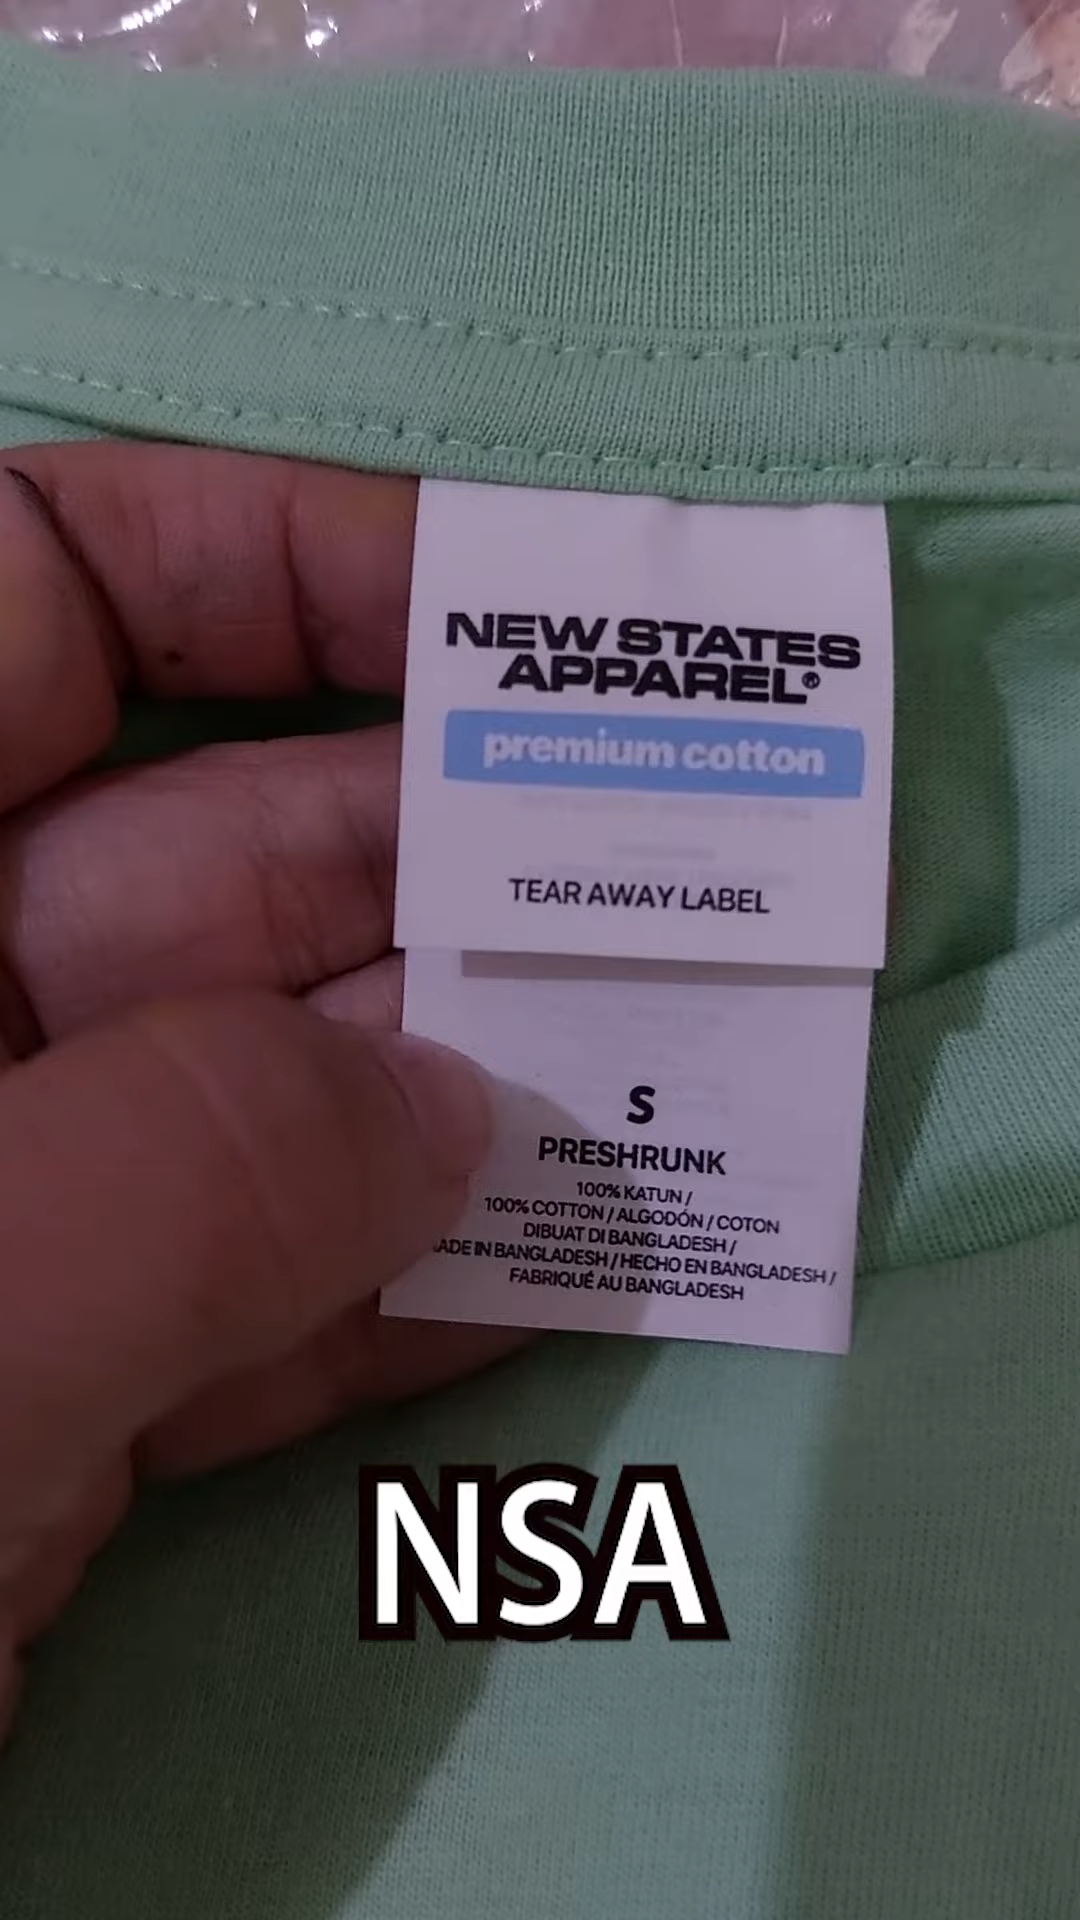 NEW STATES
APPAREL®
premium cotton
TEAR AWAY LABEL
S
PRESHRUNK
100% KATUN /
100% COTTON / ALGODÓN / COTON
DIBUAT DI BANGLADESH /
ADE IN BANGLADESH / HECHO EN BANGLADESH /
FABRIQUÉ AU BANGLADESH
NSA